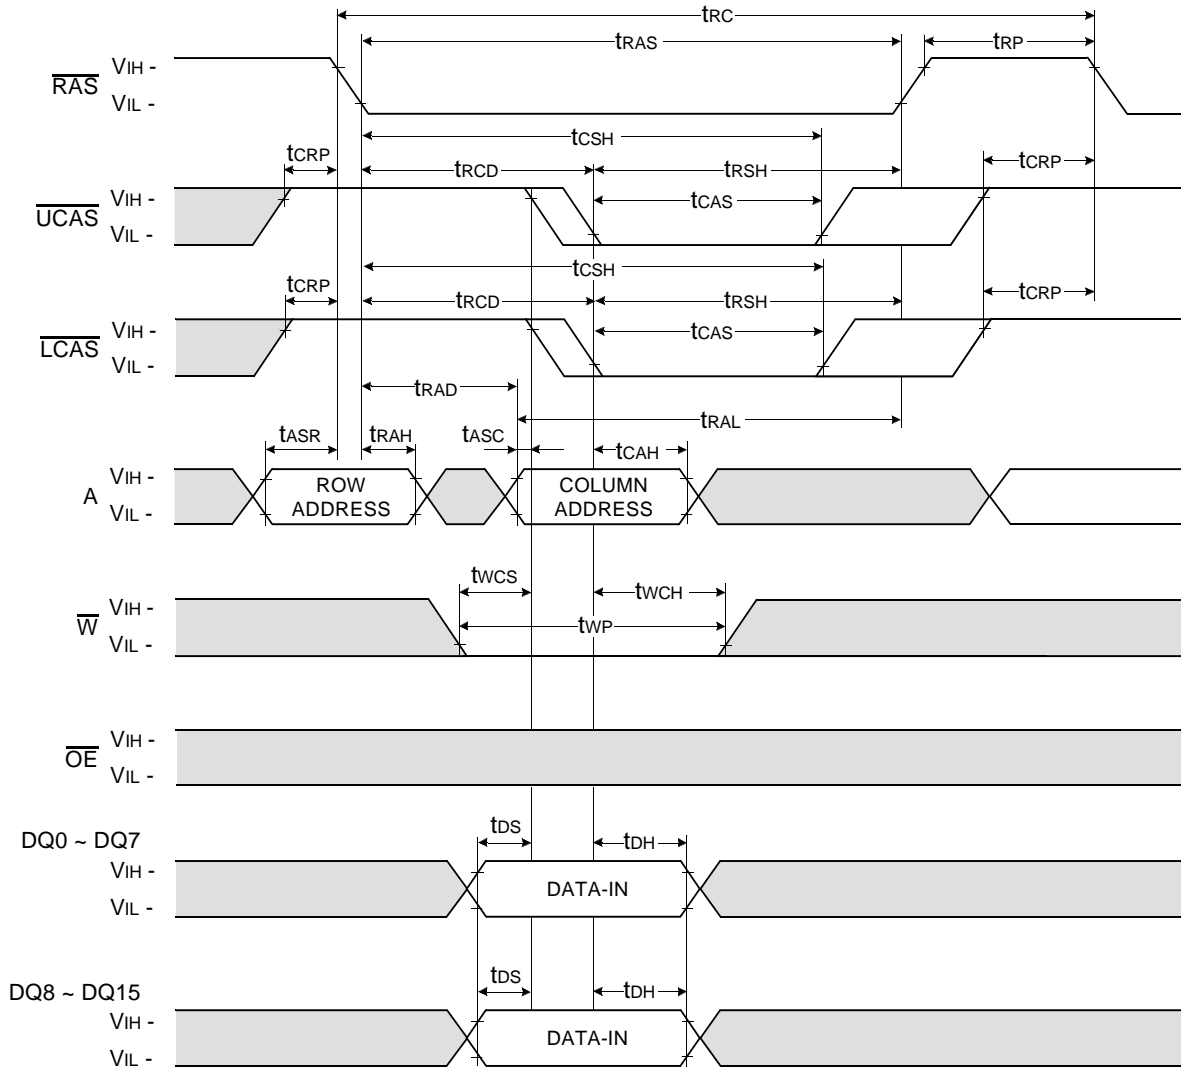 tRC
tRAS
tRP
RAS
VIH -
VIL -
tCSH
tCRP
tRCD
tRSH
tCRP
UCAS
VIH -
VIL -
tCAS
tCSH
tCRP
tRCD
tRSH
tCRP
LCAS
VIH -
VIL -
tCAS
tRAD
tRAL
tASR
tRAH
tASC
tCAH
A
VIH -
VIL -
ROW
ADDRESS
COLUMN
ADDRESS
tWCS
tWCH
W
VIH -
VIL -
tWP
OE
VIH -
VIL -
tDS
tDH
DQ0 ~ DQ7
VIH -
VIL -
DATA-IN
tDS
tDH
DQ8 ~ DQ15
VIH -
VIL -
DATA-IN